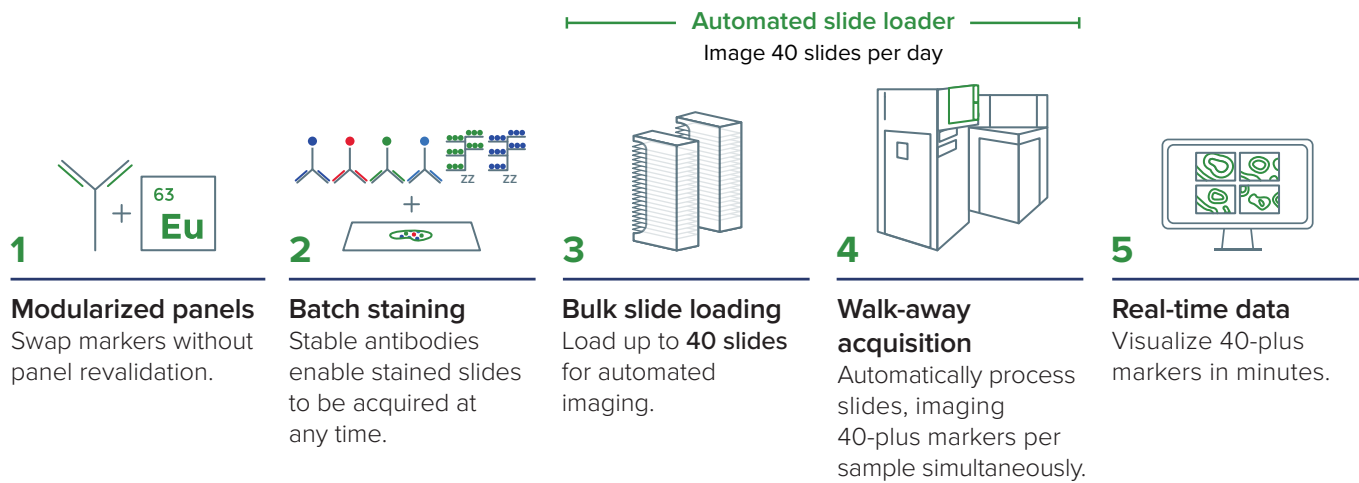 Automated slide loader
Image 40 slides per day
63
Eu
zz
zz
1
Modularized panels
Swap markers without
panel revalidation.
2
Batch staining
Stable antibodies
enable stained slides
to be acquired at
any time.
3
Bulk slide loading
Load up to 40 slides
for automated
imaging.
4
Walk-away
acquisition
Automatically process
slides, imaging
40-plus markers per
sample simultaneously.
5
Real-time data
Visualize 40-plus
markers in minutes.